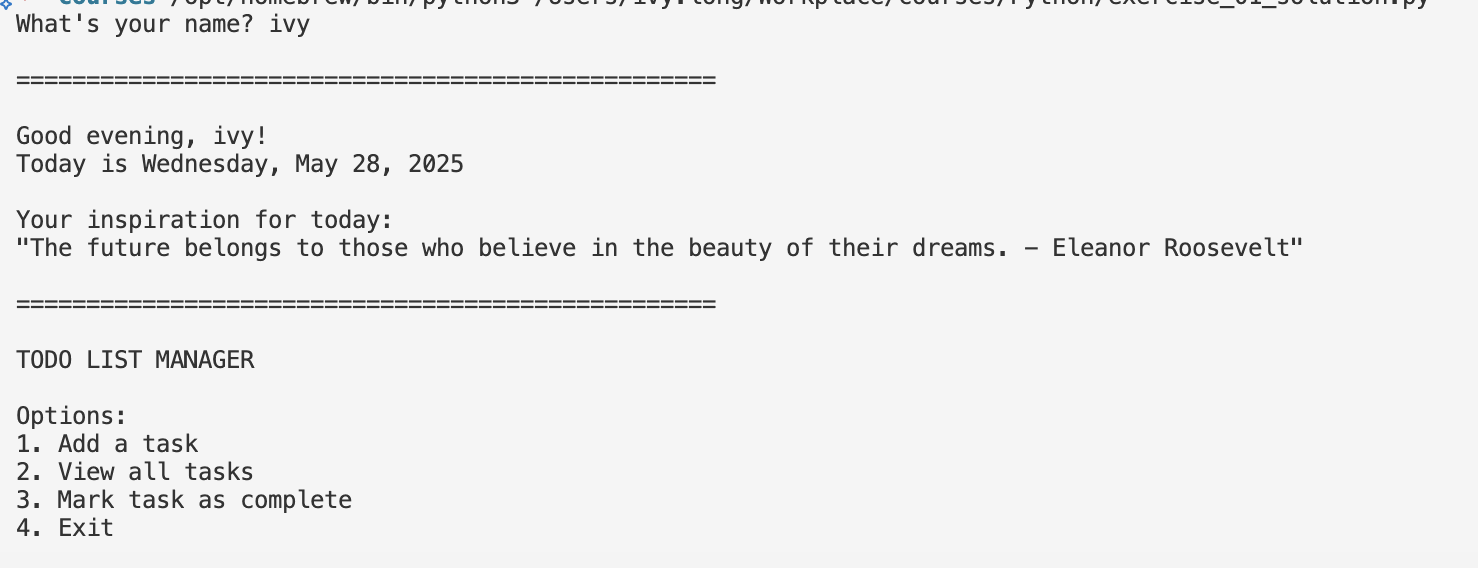 courses /opt/homebrew/bin/python3 /Users/ivy.long/workplace/courses/Python/exercise_01_solution.py
What's your name? ivy
==================================================
Good evening, ivy!
Today is Wednesday, May 28, 2025
Your inspiration for today:
"The future belongs to those who believe in the beauty of their dreams. – Eleanor Roosevelt"
==================================================
TODO LIST MANAGER
Options:
1. Add a task
2. View all tasks
3. Mark task as complete
4. Exit